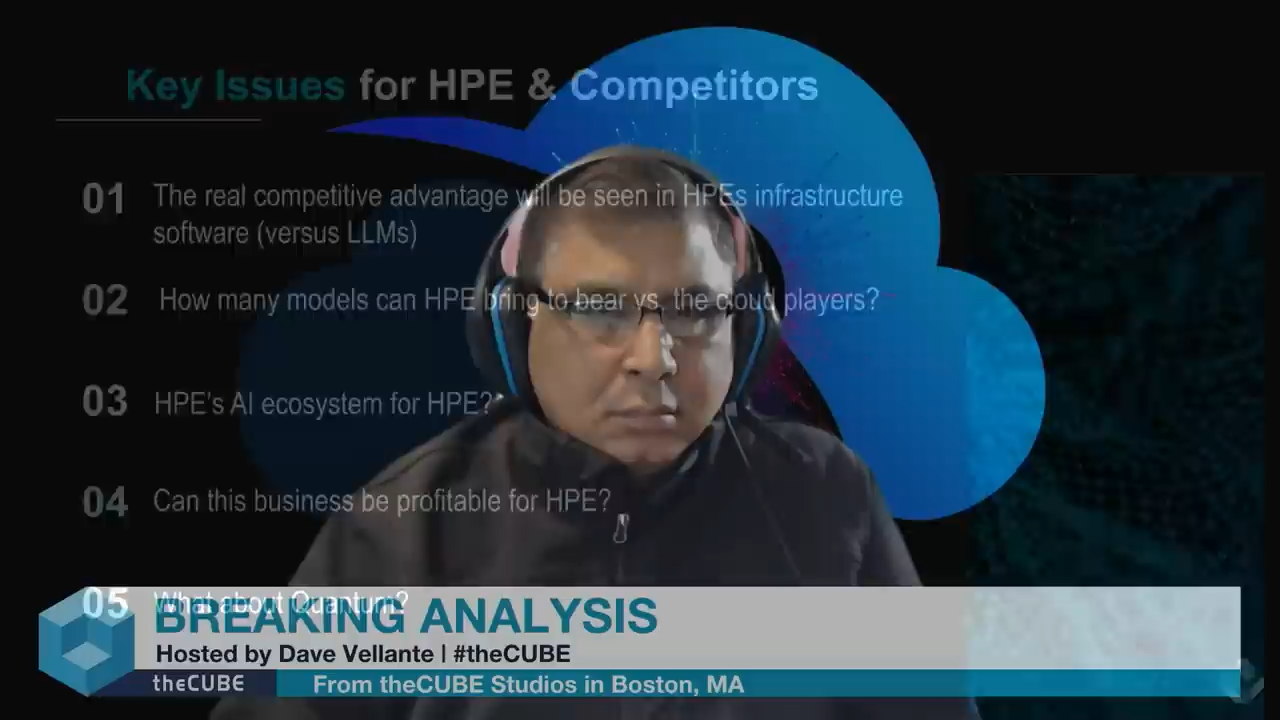 Key Issues for HPE & Competitors
01 The real competitive advantage will be seen in HPEs infrastructure
software (versus LLMs)
02 How many models can HPE bring to bear vs. the cloud players?
03 HPE's AI ecosystem for HPE?
04 Can this business be profitable for HPE?
05 What about Quantum?
BREAKING ANALYSIS
Hosted by Dave Vellante | #theCUBE
theCUBE
From theCUBE Studios in Boston, MA